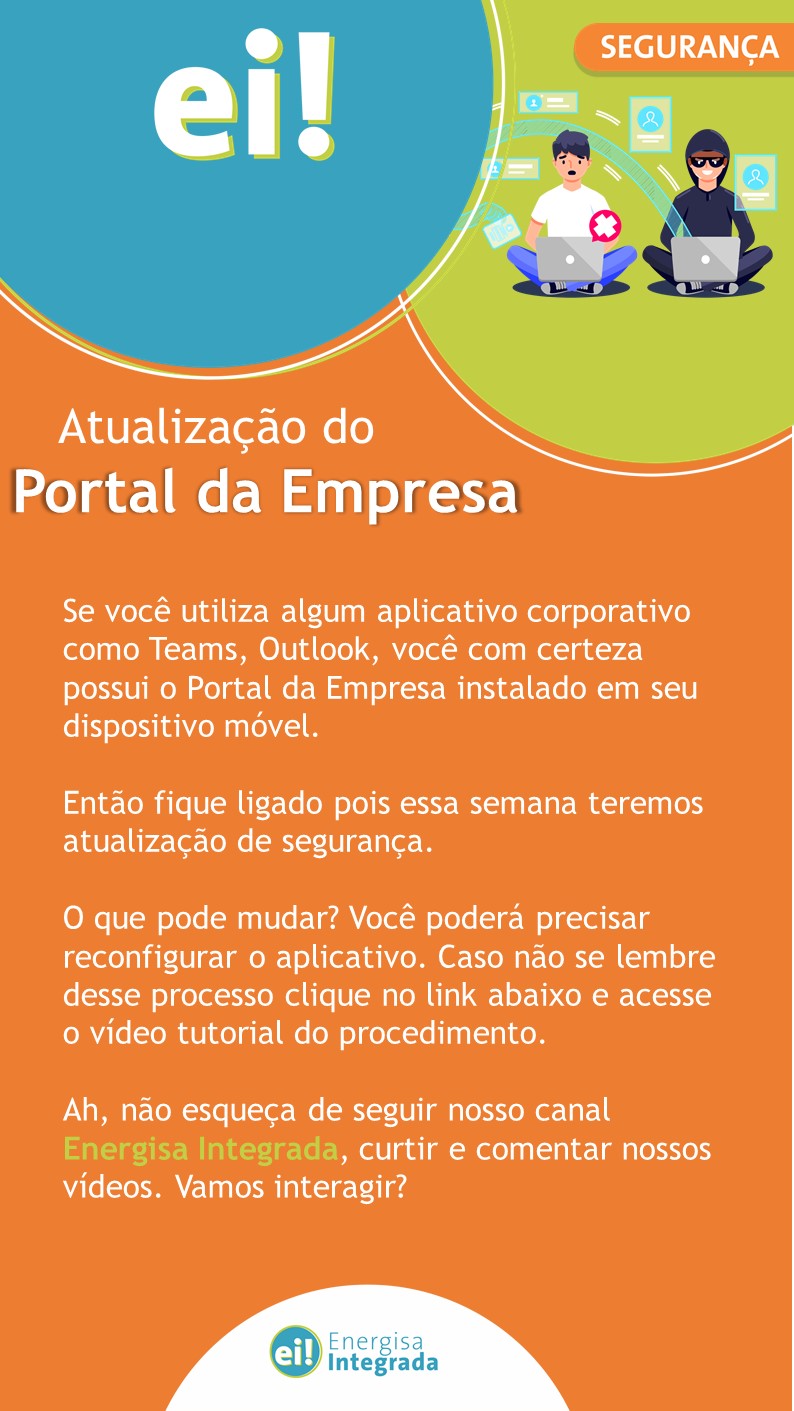 ei!
SEGURANÇA
Atualização do
Portal da Empresa
Se você utiliza algum aplicativo corporativo
como Teams, Outlook, você com certeza
possui o Portal da Empresa instalado em seu
dispositivo móvel.
Então fique ligado pois essa semana teremos
atualização de segurança.
O que pode mudar? Você poderá precisar
reconfigurar o aplicativo. Caso não se lembre
desse processo clique no link abaixo e acesse
o vídeo tutorial do procedimento.
Ah, não esqueça de seguir nosso canal
Energisa Integrada, curtir e comentar nossos
vídeos. Vamos interagir?
ei! Energisa
Integrada